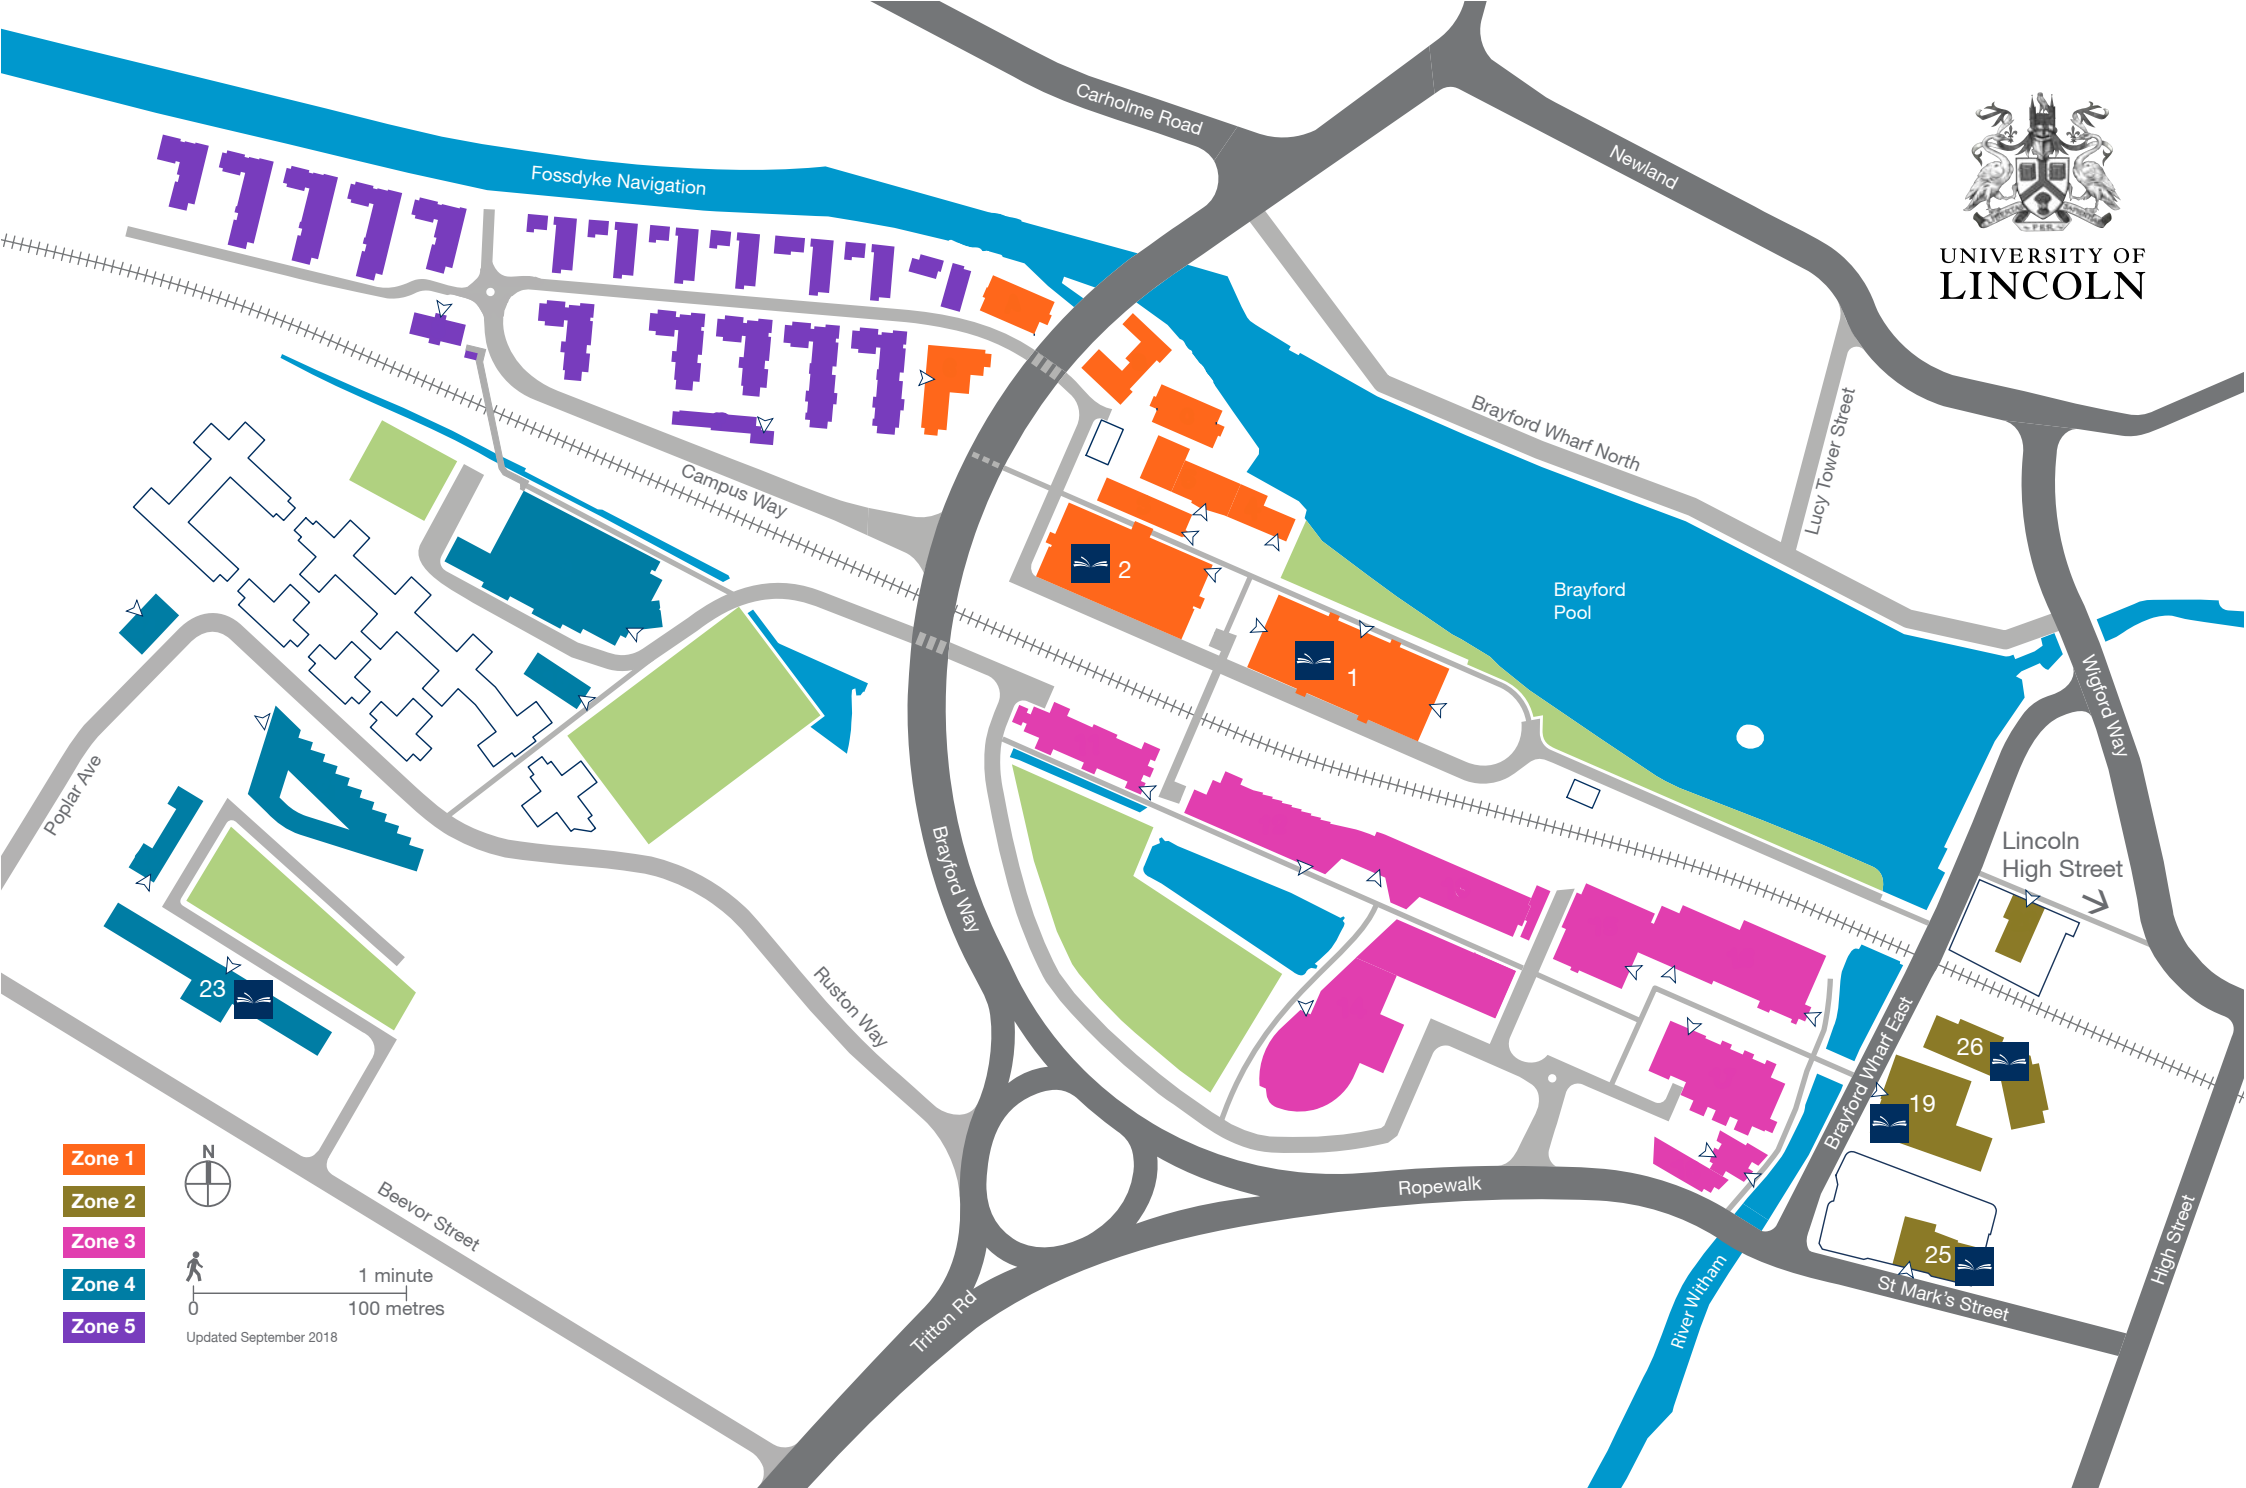 Carholme Road
Newland
UNIVERSITY OF
LINCOLN
Fossdyke Navigation
Brayford Wharf North
Lucy Tower Street
Campus Way
2
1
Brayford
Pool
Wigford Way
Poplar Ave
Brayford Way
Lincoln
High Street
Ruston Way
23
26
19
25
Brayford Wharf East
Ropewalk
High Street
St Mark's Street
River Witham
Tritton Rd
Beevor Street
Zone 1
Zone 2
Zone 3
Zone 4
Zone 5
N
1 minute
0
100 metres
Updated September 2018